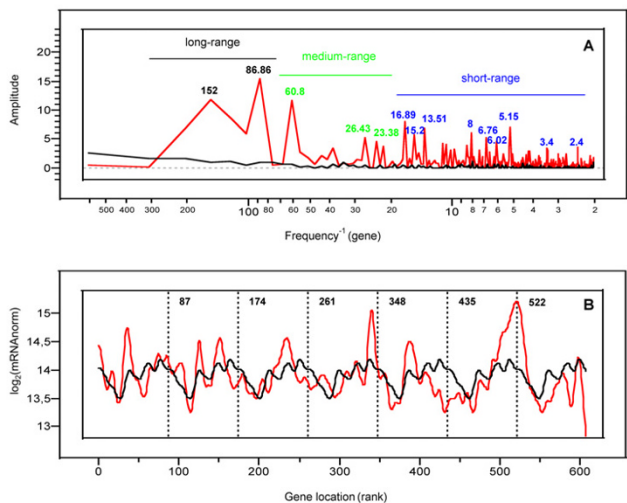 A
long-range
86.86
medium-range
152
60.8
short-range
16.89
13.51
5.15
26.43
8
23.38
15.2
6.76
6.02
3.4
2.4
Amplitude
20
15
10
5
0
500 400 300 200 100 90 80 70 60 50 40 30 20 10 9 8 7 6 5 4 3 2
Frequency⁻¹ (gene)
B
87 174 261 348 435 522
log₂(mRNAnorm)
15
14,5
14
13,5
13
0 100 200 300 400 500 600
Gene location (rank)